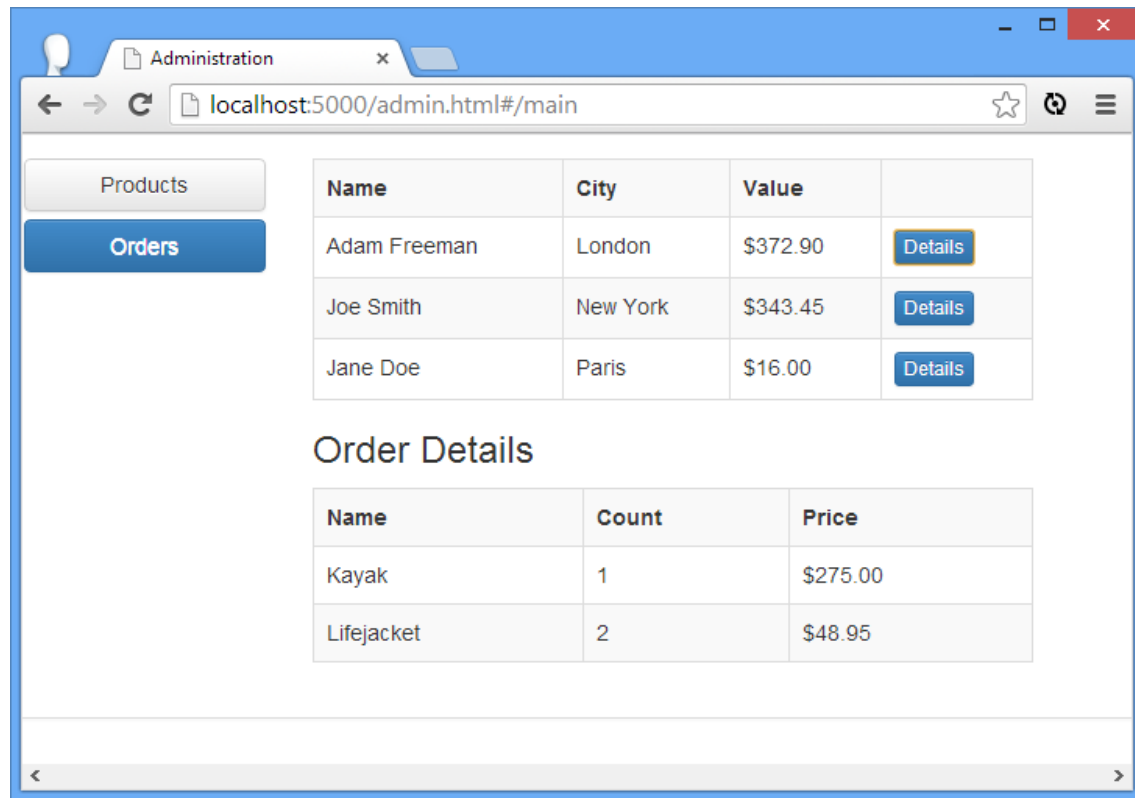 Administration
localhost:5000/admin.html#/main
Products
Orders
Name City Value
Adam Freeman London $372.90 Details
Joe Smith New York $343.45 Details
Jane Doe Paris $16.00 Details
Order Details
Name Count Price
Kayak 1 $275.00
Lifejacket 2 $48.95